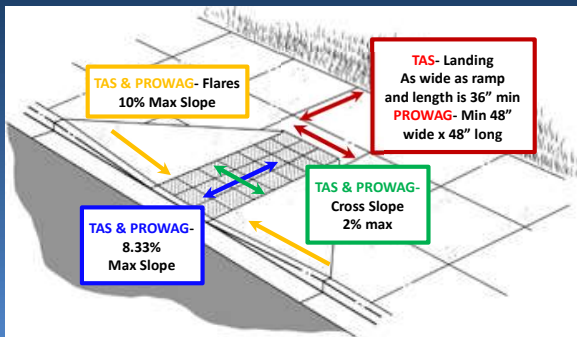 TAS & PROWAG- Flares
10% Max Slope
TAS- Landing
As wide as ramp
and length is 36” min
PROWAG- Min 48”
wide x 48” long
TAS & PROWAG-
8.33%
Max Slope
TAS & PROWAG-
Cross Slope
2% max